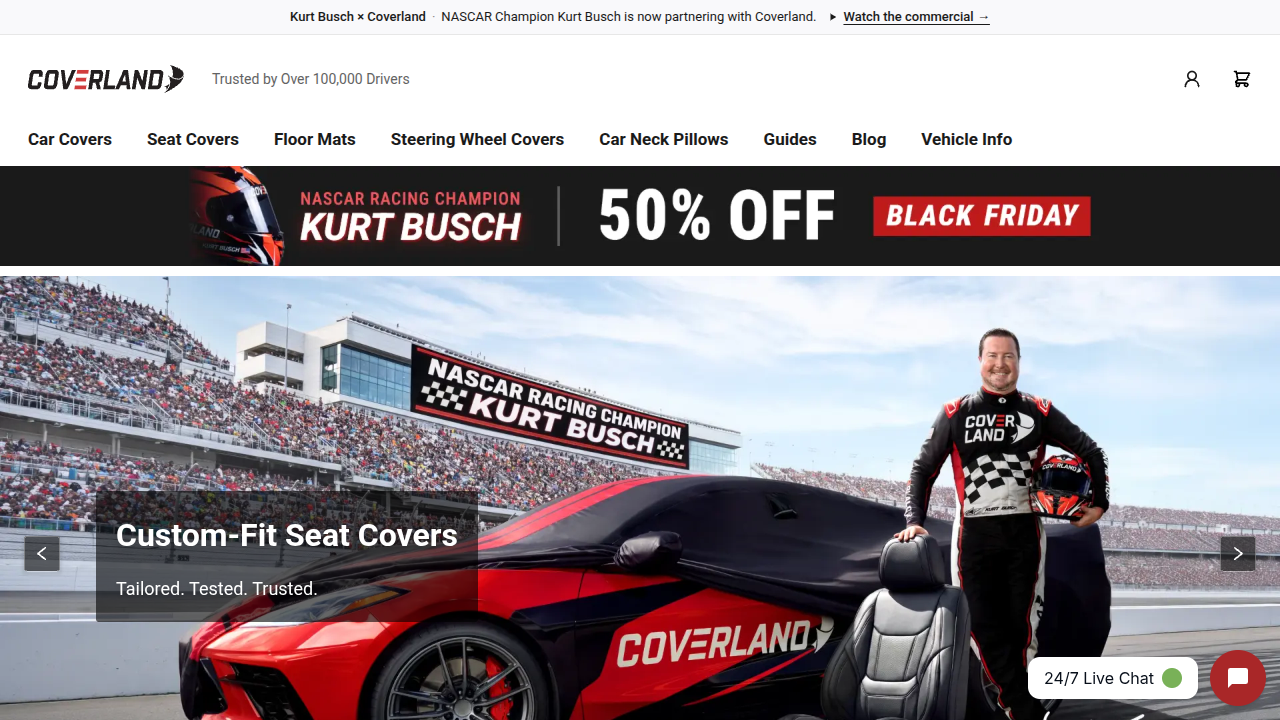 Kurt Busch × Coverland · NASCAR Champion Kurt Busch is now partnering with Coverland. ▶ Watch the commercial →
COVERLAND Trusted by Over 100,000 Drivers
Car Covers Seat Covers Floor Mats Steering Wheel Covers Car Neck Pillows Guides Blog Vehicle Info
NASCAR RACING CHAMPION
KURT BUSCH
50% OFF
BLACK FRIDAY
NASCAR RACING CHAMPION
KURT BUSCH
COVER
LAND
KURT BUSCH
Custom-Fit Seat Covers
Tailored. Tested. Trusted.
COVERLAND
24/7 Live Chat